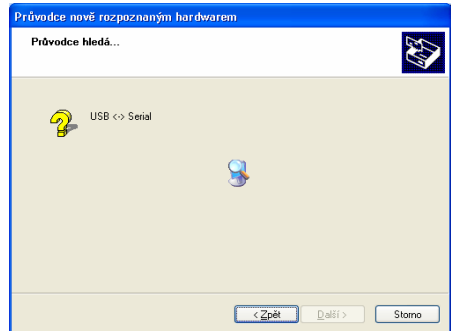 Průvodce nově rozpoznaným hardwarem
Průvodce hledá...
USB <-> Serial
< Zpět
Další >
Storno